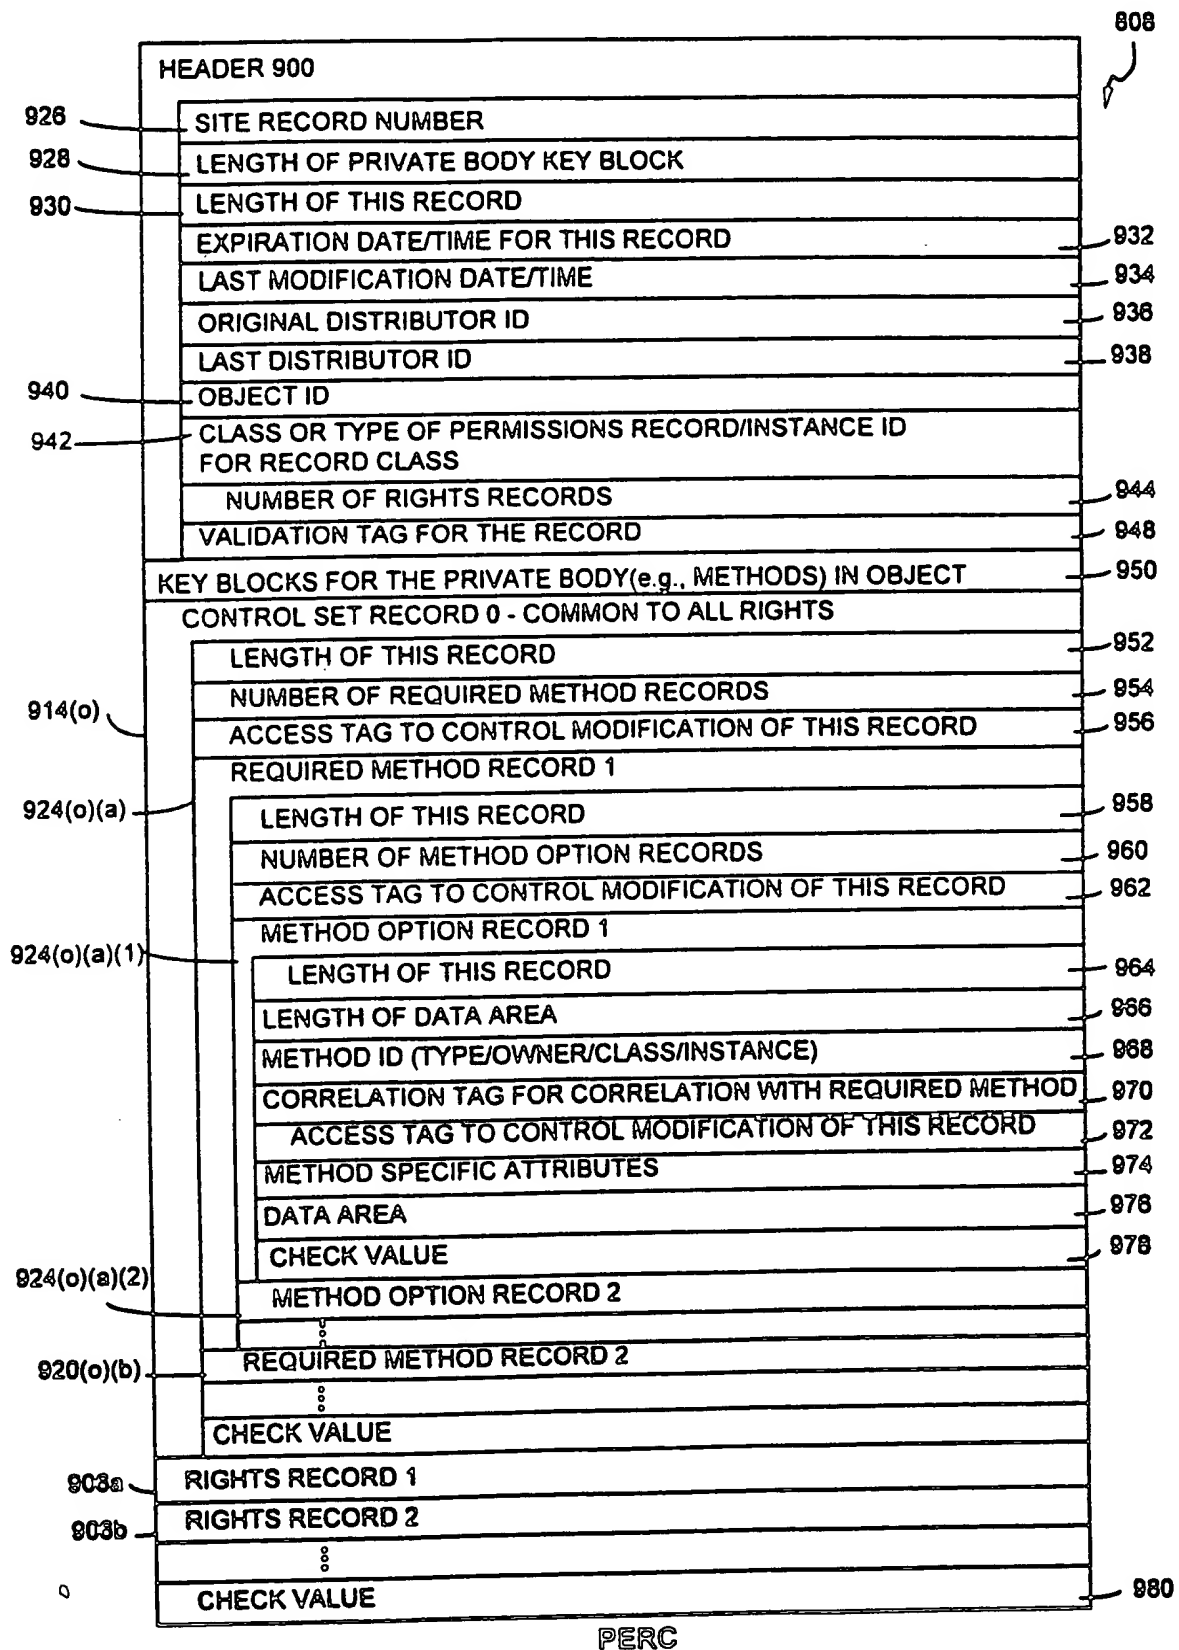 808
HEADER 900
926 SITE RECORD NUMBER
928 LENGTH OF PRIVATE BODY KEY BLOCK
930 LENGTH OF THIS RECORD
EXPIRATION DATE/TIME FOR THIS RECORD 932
LAST MODIFICATION DATE/TIME 934
ORIGINAL DISTRIBUTOR ID 936
LAST DISTRIBUTOR ID 938
940 OBJECT ID
942 CLASS OR TYPE OF PERMISSIONS RECORD/INSTANCE ID
FOR RECORD CLASS
NUMBER OF RIGHTS RECORDS 944
VALIDATION TAG FOR THE RECORD 948
KEY BLOCKS FOR THE PRIVATE BODY(e.g., METHODS) IN OBJECT 950
CONTROL SET RECORD 0 - COMMON TO ALL RIGHTS
LENGTH OF THIS RECORD 952
NUMBER OF REQUIRED METHOD RECORDS 954
914(o) ACCESS TAG TO CONTROL MODIFICATION OF THIS RECORD 956
REQUIRED METHOD RECORD 1
924(o)(a) LENGTH OF THIS RECORD 958
NUMBER OF METHOD OPTION RECORDS 960
ACCESS TAG TO CONTROL MODIFICATION OF THIS RECORD 962
METHOD OPTION RECORD 1
924(o)(a)(1) LENGTH OF THIS RECORD 964
LENGTH OF DATA AREA 966
METHOD ID (TYPE/OWNER/CLASS/INSTANCE) 968
CORRELATION TAG FOR CORRELATION WITH REQUIRED METHOD 970
ACCESS TAG TO CONTROL MODIFICATION OF THIS RECORD 972
METHOD SPECIFIC ATTRIBUTES 974
DATA AREA 976
CHECK VALUE 978
924(o)(a)(2) METHOD OPTION RECORD 2
920(o)(b) REQUIRED METHOD RECORD 2
CHECK VALUE
908a RIGHTS RECORD 1
908b RIGHTS RECORD 2
CHECK VALUE 980
PERC